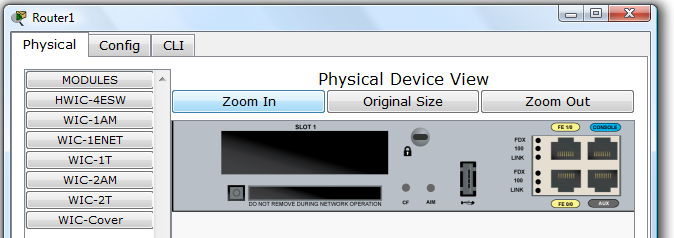 Router1
Physical Config CLI
MODULES
HWIC-4ESW
WIC-1AM
WIC-1ENET
WIC-1T
WIC-2AM
WIC-2T
WIC-Cover
Physical Device View
Zoom In Original Size Zoom Out
SLOT 1
FE 1/0 CONSOLE
FDX
100
LINK
FDX
100
LINK
CF AIM
DO NOT REMOVE DURING NETWORK OPERATION
FE 0/0 AUX